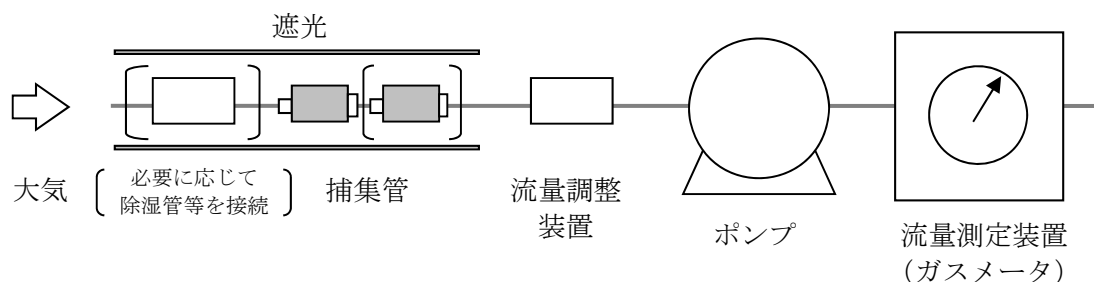 遮光
大気
必要に応じて
除湿管等を接続
捕集管
流量調整
装置
ポンプ
流量測定装置
（ガスメータ）